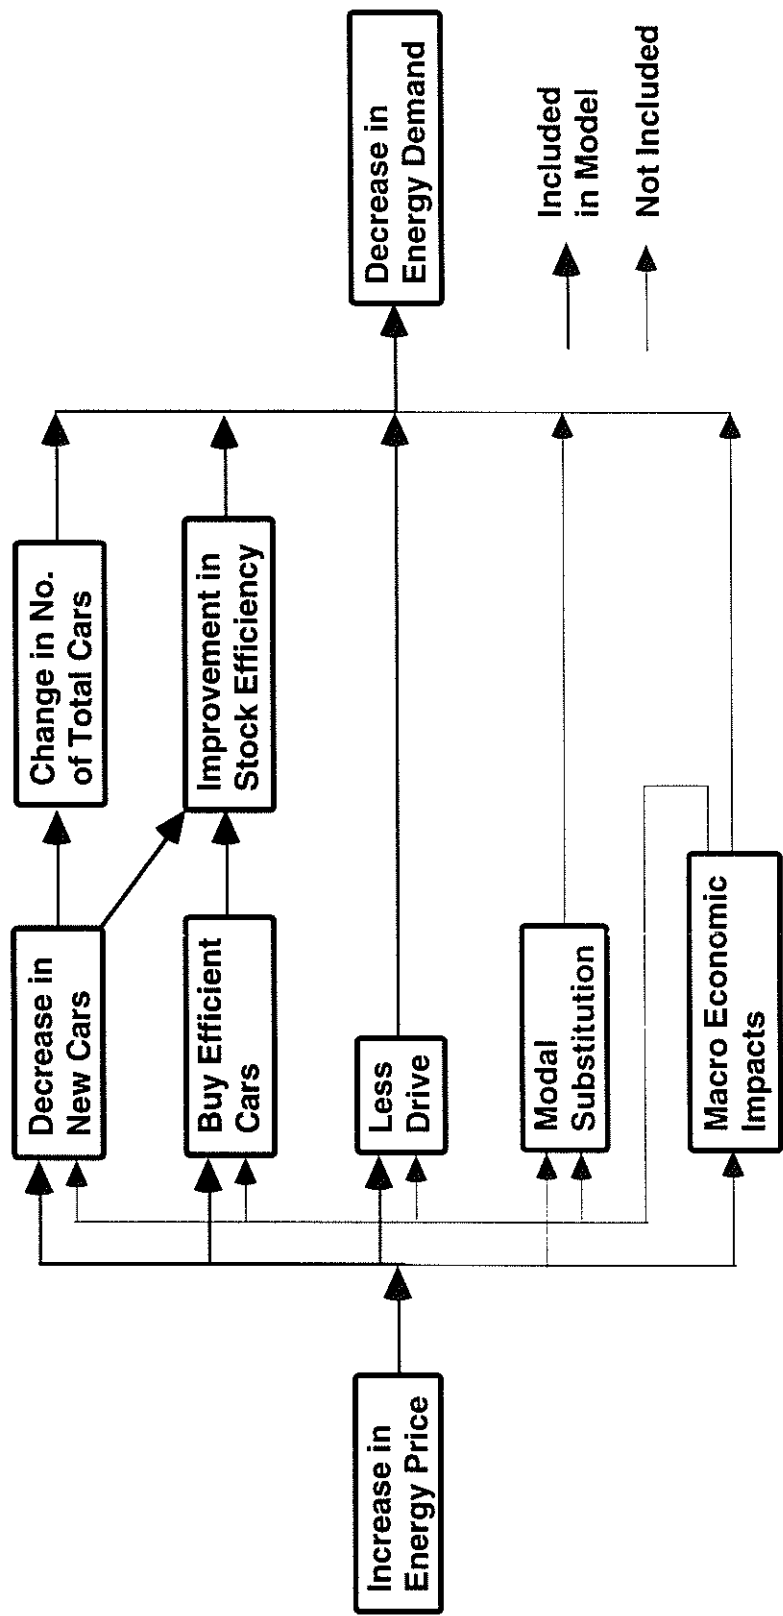 Increase in
Energy Price
Decrease in
New Cars
Buy Efficient
Cars
Less
Drive
Modal
Substitution
Macro Economic
Impacts
Change in No.
of Total Cars
Improvement in
Stock Efficiency
Decrease in
Energy Demand
Included
in Model
Not Included